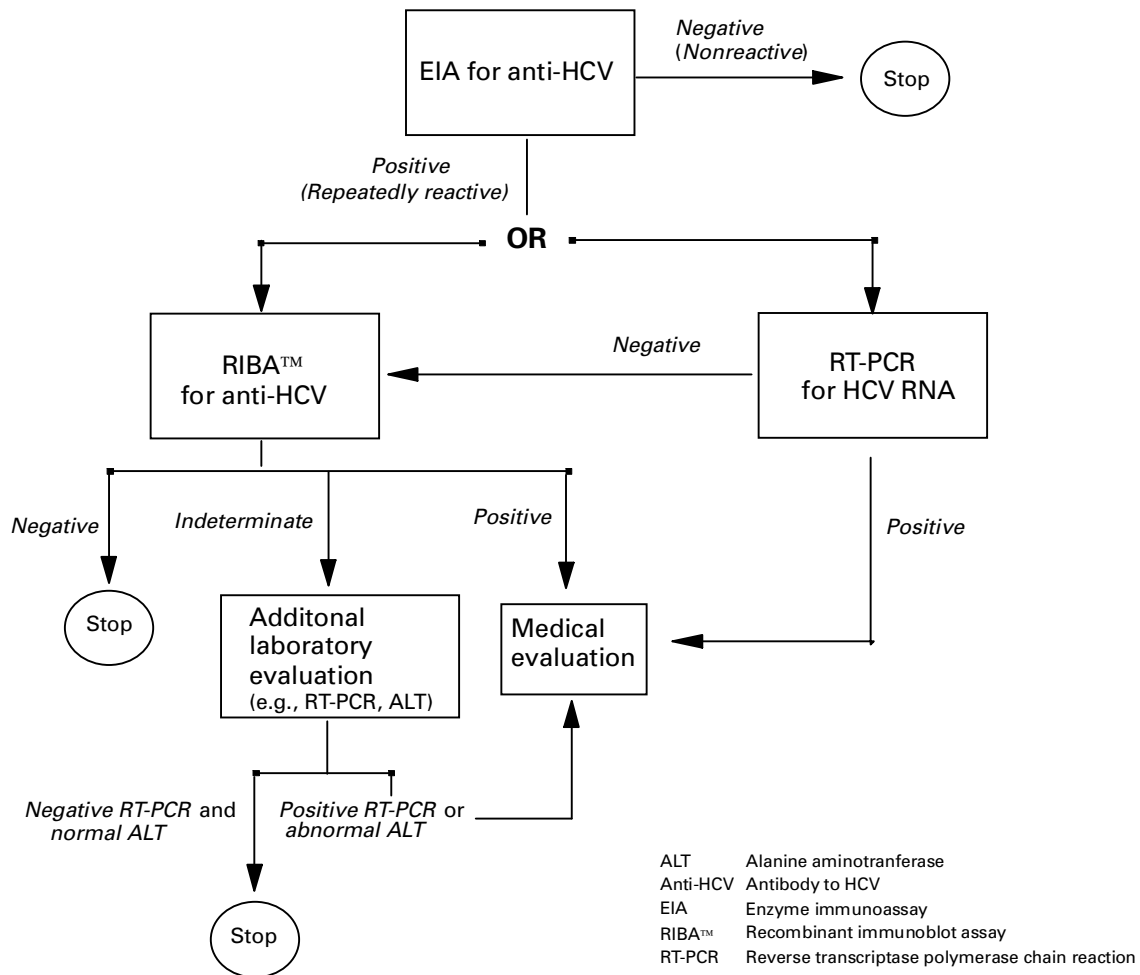 EIA for anti-HCV
Negative
(Nonreactive)
Stop
Positive
(Repeatedly reactive)
OR
RIBA™
for anti-HCV
Negative
RT-PCR
for HCV RNA
Negative
Indeterminate
Positive
Positive
Stop
Additonal
laboratory
evaluation
(e.g., RT-PCR, ALT)
Medical
evaluation
Negative RT-PCR and
normal ALT
Positive RT-PCR or
abnormal ALT
Stop
ALT Alanine aminotranferase
Anti-HCV Antibody to HCV
EIA Enzyme immunoassay
RIBA™ Recombinant immunoblot assay
RT-PCR Reverse transcriptase polymerase chain reaction